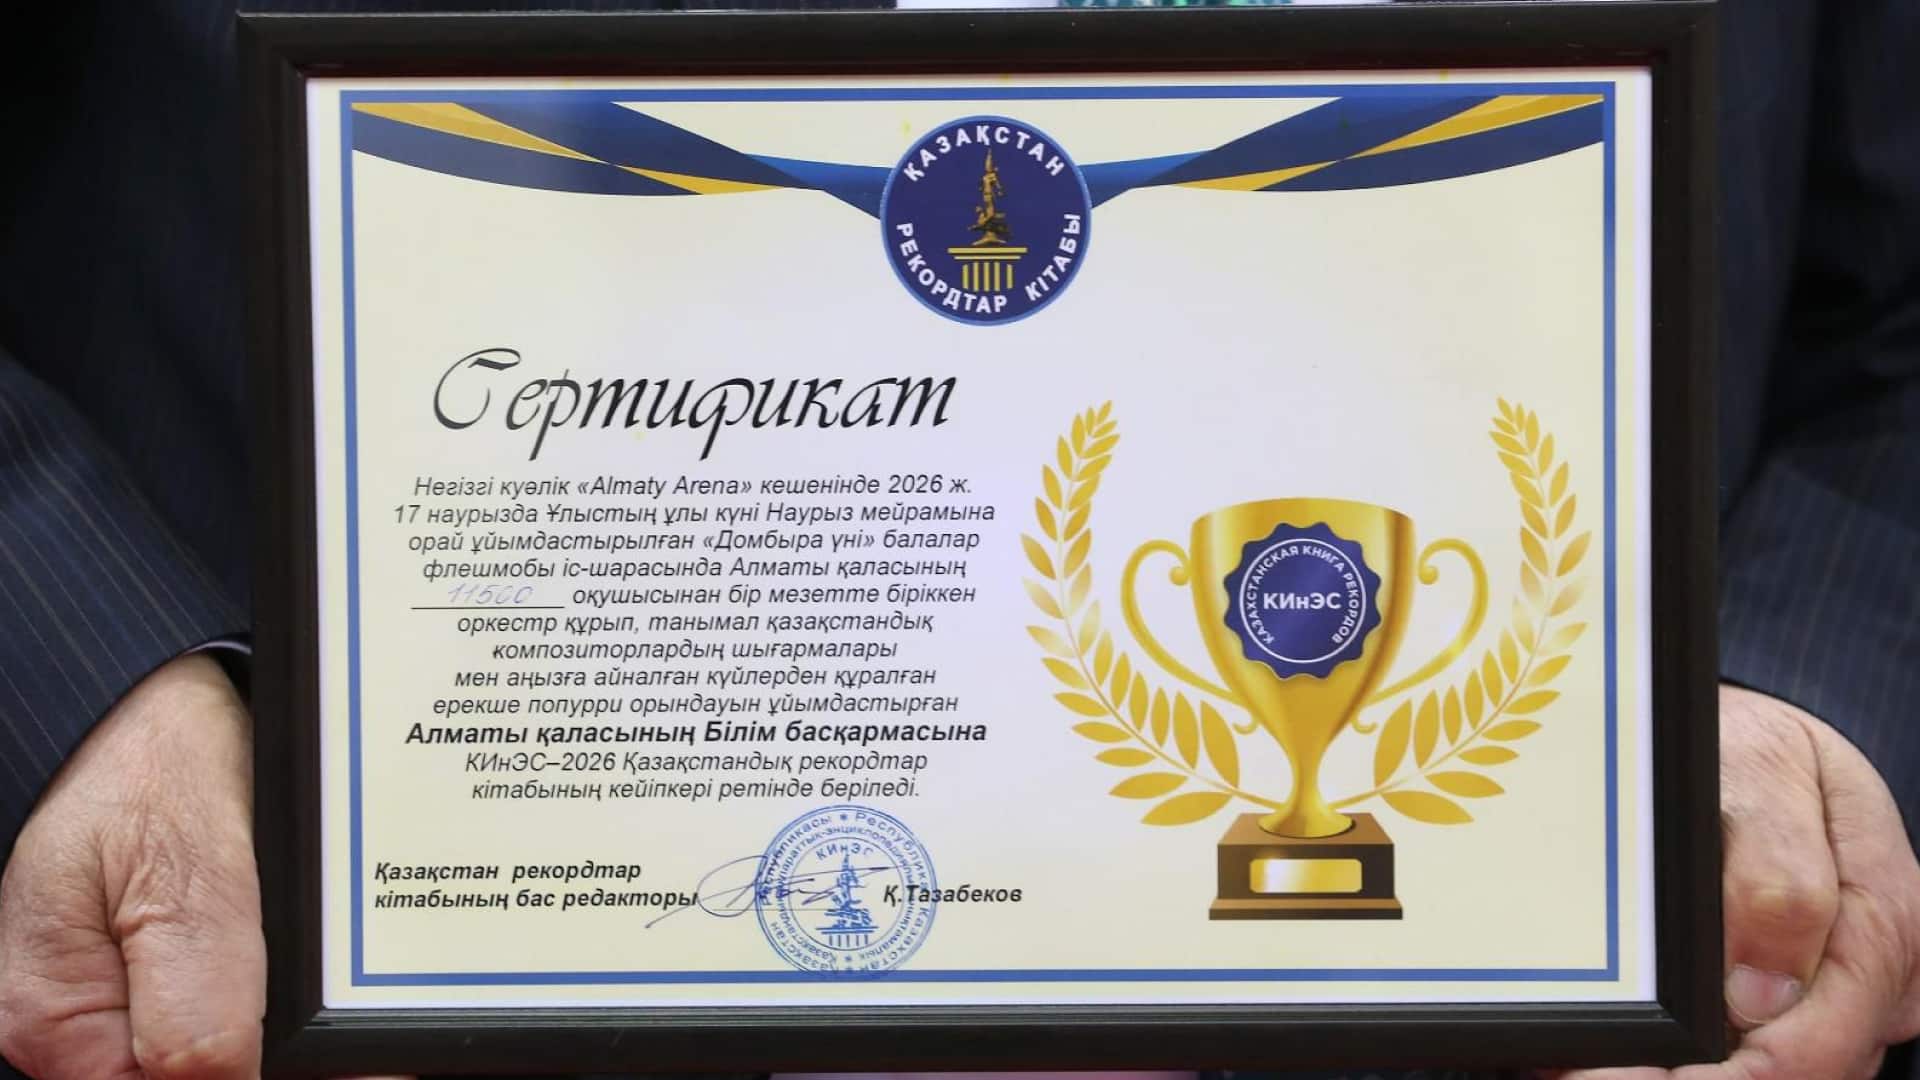 ҚАЗАҚСТАН
РЕКОРДТАР КІТАБЫ
Сертификат
Негізгі куәлік «Almaty Arena» кешенінде 2026 ж.
17 наурызда Ұлыстың ұлы күні Наурыз мейрамына
орай ұйымдастырылған «Домбыра үні» балалар
флешмобы іс-шарасында Алматы қаласының
11500 оқушысынан бір мезетте біріккен
оркестр құрып, танымал қазақстандық
композиторлардың шығармалары
мен аңызға айналған күйлерден құралған
ерекше попурри орындауын ұйымдастырған
Алматы қаласының Білім басқармасына
КИнЭС–2026 Қазақстандық рекордтар
кітабының кейіпкері ретінде беріледі.
КАЗАХСТАНСКАЯ КНИГА РЕКОРДОВ
КИнЭС
Қазақстан рекордтар
кітабының бас редакторы
Қ.Тазабеков
КИнЭС